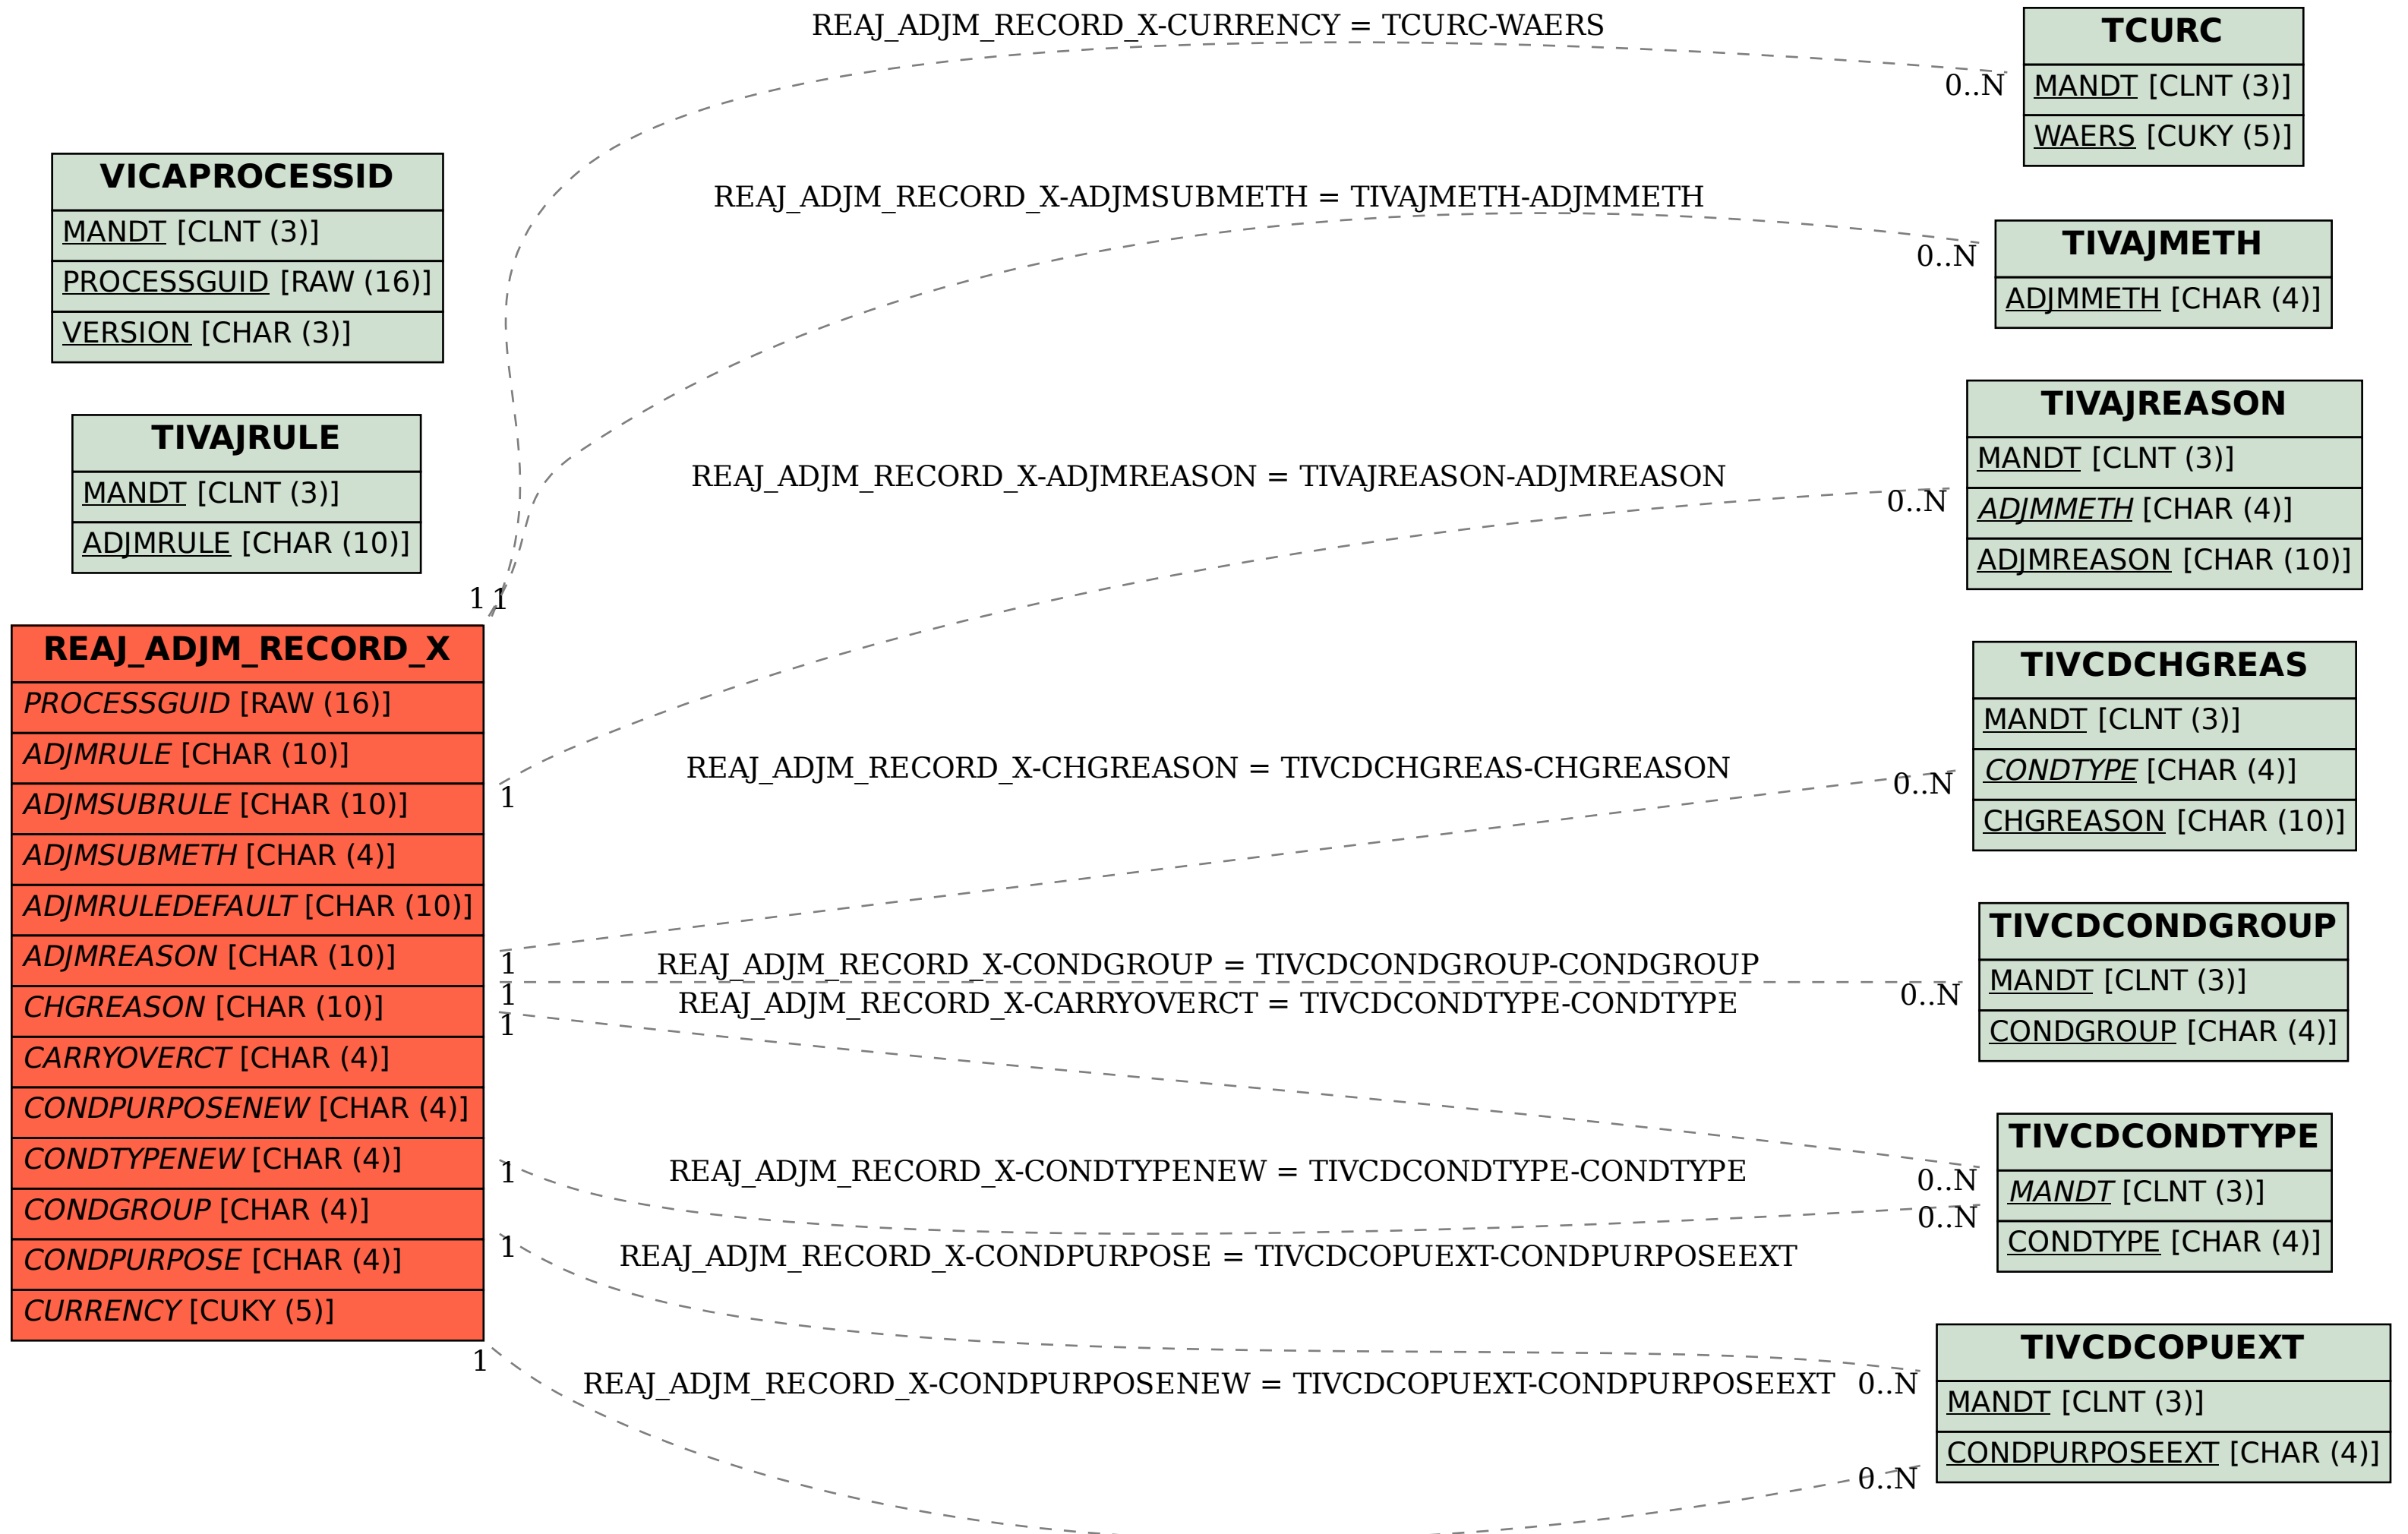 REAJ_ADJM_RECORD_X-CURRENCY = TCURC-WAERS
0..N
TCURC
MANDT [CLNT (3)]
WAERS [CUKY (5)]
VICAPROCESSID
MANDT [CLNT (3)]
PROCESSGUID [RAW (16)]
VERSION [CHAR (3)]
REAJ_ADJM_RECORD_X-ADJMSUBMETH = TIVAJMETH-ADJMMETH
0..N
TIVAJMETH
ADJMMETH [CHAR (4)]
TIVAJRULE
MANDT [CLNT (3)]
ADJMRULE [CHAR (10)]
REAJ_ADJM_RECORD_X-ADJMREASON = TIVAJREASON-ADJMREASON
0..N
TIVAJREASON
MANDT [CLNT (3)]
ADJMMETH [CHAR (4)]
ADJMREASON [CHAR (10)]
1
1
REAJ_ADJM_RECORD_X
PROCESSGUID [RAW (16)]
ADJMRULE [CHAR (10)]
ADJMSUBRULE [CHAR (10)]
ADJMSUBMETH [CHAR (4)]
ADJMRULEDEFAULT [CHAR (10)]
ADJMREASON [CHAR (10)]
CHGREASON [CHAR (10)]
CARRYOVERCT [CHAR (4)]
CONDPURPOSENEW [CHAR (4)]
CONDTYPENEW [CHAR (4)]
CONDGROUP [CHAR (4)]
CONDPURPOSE [CHAR (4)]
CURRENCY [CUKY (5)]
1
REAJ_ADJM_RECORD_X-CHGREASON = TIVCDCHGREAS-CHGREASON
0..N
TIVCDCHGREAS
MANDT [CLNT (3)]
CONDTYPE [CHAR (4)]
CHGREASON [CHAR (10)]
1
REAJ_ADJM_RECORD_X-CONDGROUP = TIVCDCONDGROUP-CONDGROUP
1
0..N
TIVCDCONDGROUP
MANDT [CLNT (3)]
CONDGROUP [CHAR (4)]
REAJ_ADJM_RECORD_X-CARRYOVERCT = TIVCDCONDTYPE-CONDTYPE
1
0..N
TIVCDCONDTYPE
MANDT [CLNT (3)]
CONDTYPE [CHAR (4)]
REAJ_ADJM_RECORD_X-CONDTYPENEW = TIVCDCONDTYPE-CONDTYPE
1
0..N
REAJ_ADJM_RECORD_X-CONDPURPOSE = TIVCDCOPUEXT-CONDPURPOSEEXT
1
0..N
TIVCDCOPUEXT
MANDT [CLNT (3)]
CONDPURPOSEEXT [CHAR (4)]
REAJ_ADJM_RECORD_X-CONDPURPOSENEW = TIVCDCOPUEXT-CONDPURPOSEEXT
1
0..N